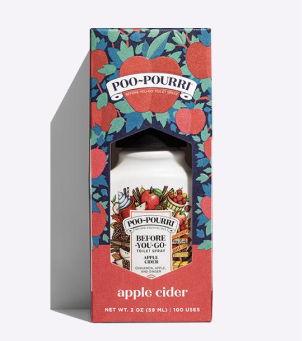 POO~POURRI
BEFORE-YOU-GO TOILET SPRAY
POO~POURRI
BEFORE
·YOU·GO·
TOILET SPRAY
APPLE
CIDER
CINNAMON, APPLE,
AND GINGER
apple cider
NET WT. 2 OZ (59 ML) | 100 USES